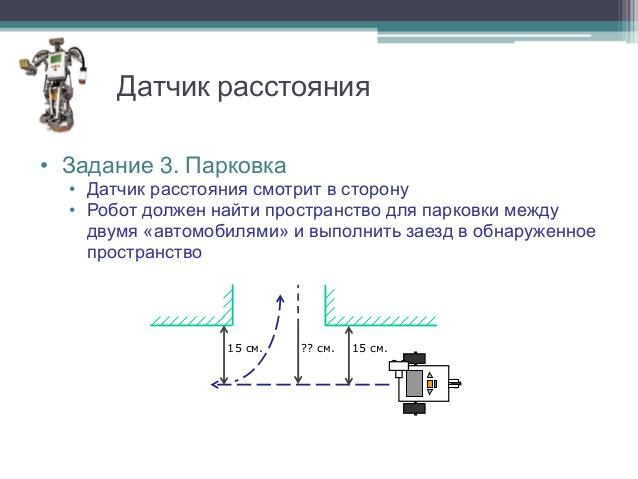 Датчик расстояния
• Задание 3. Парковка
• Датчик расстояния смотрит в сторону
• Робот должен найти пространство для парковки между
двумя «автомобилями» и выполнить заезд в обнаруженное
пространство
15 см. ?? см. 15 см.